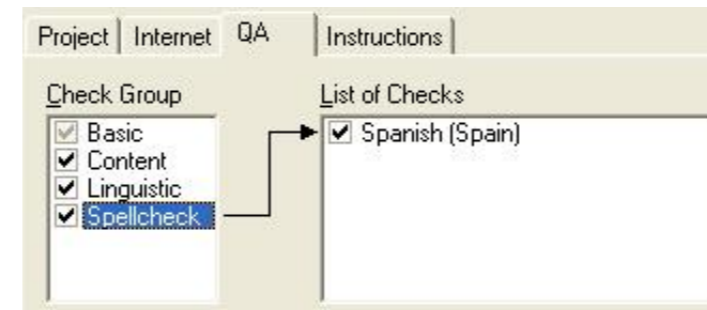 Project Internet QA Instructions
Check Group
Basic
Content
Linguistic
Spellcheck
List of Checks
Spanish (Spain)